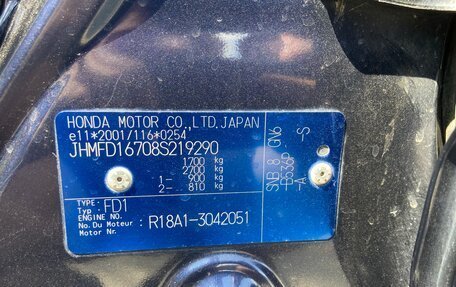 HONDA MOTOR CO.,LTD.JAPAN
e11*2001/116*0254
JHMFD16708S219290
1700 kg
2700 kg
1- 900 kg
2- 810 kg
TYPE:
Typ: FD1
ENGINE NO.
No. Du Moteur: R18A1-3042051
Motor Nr.
-S
-A